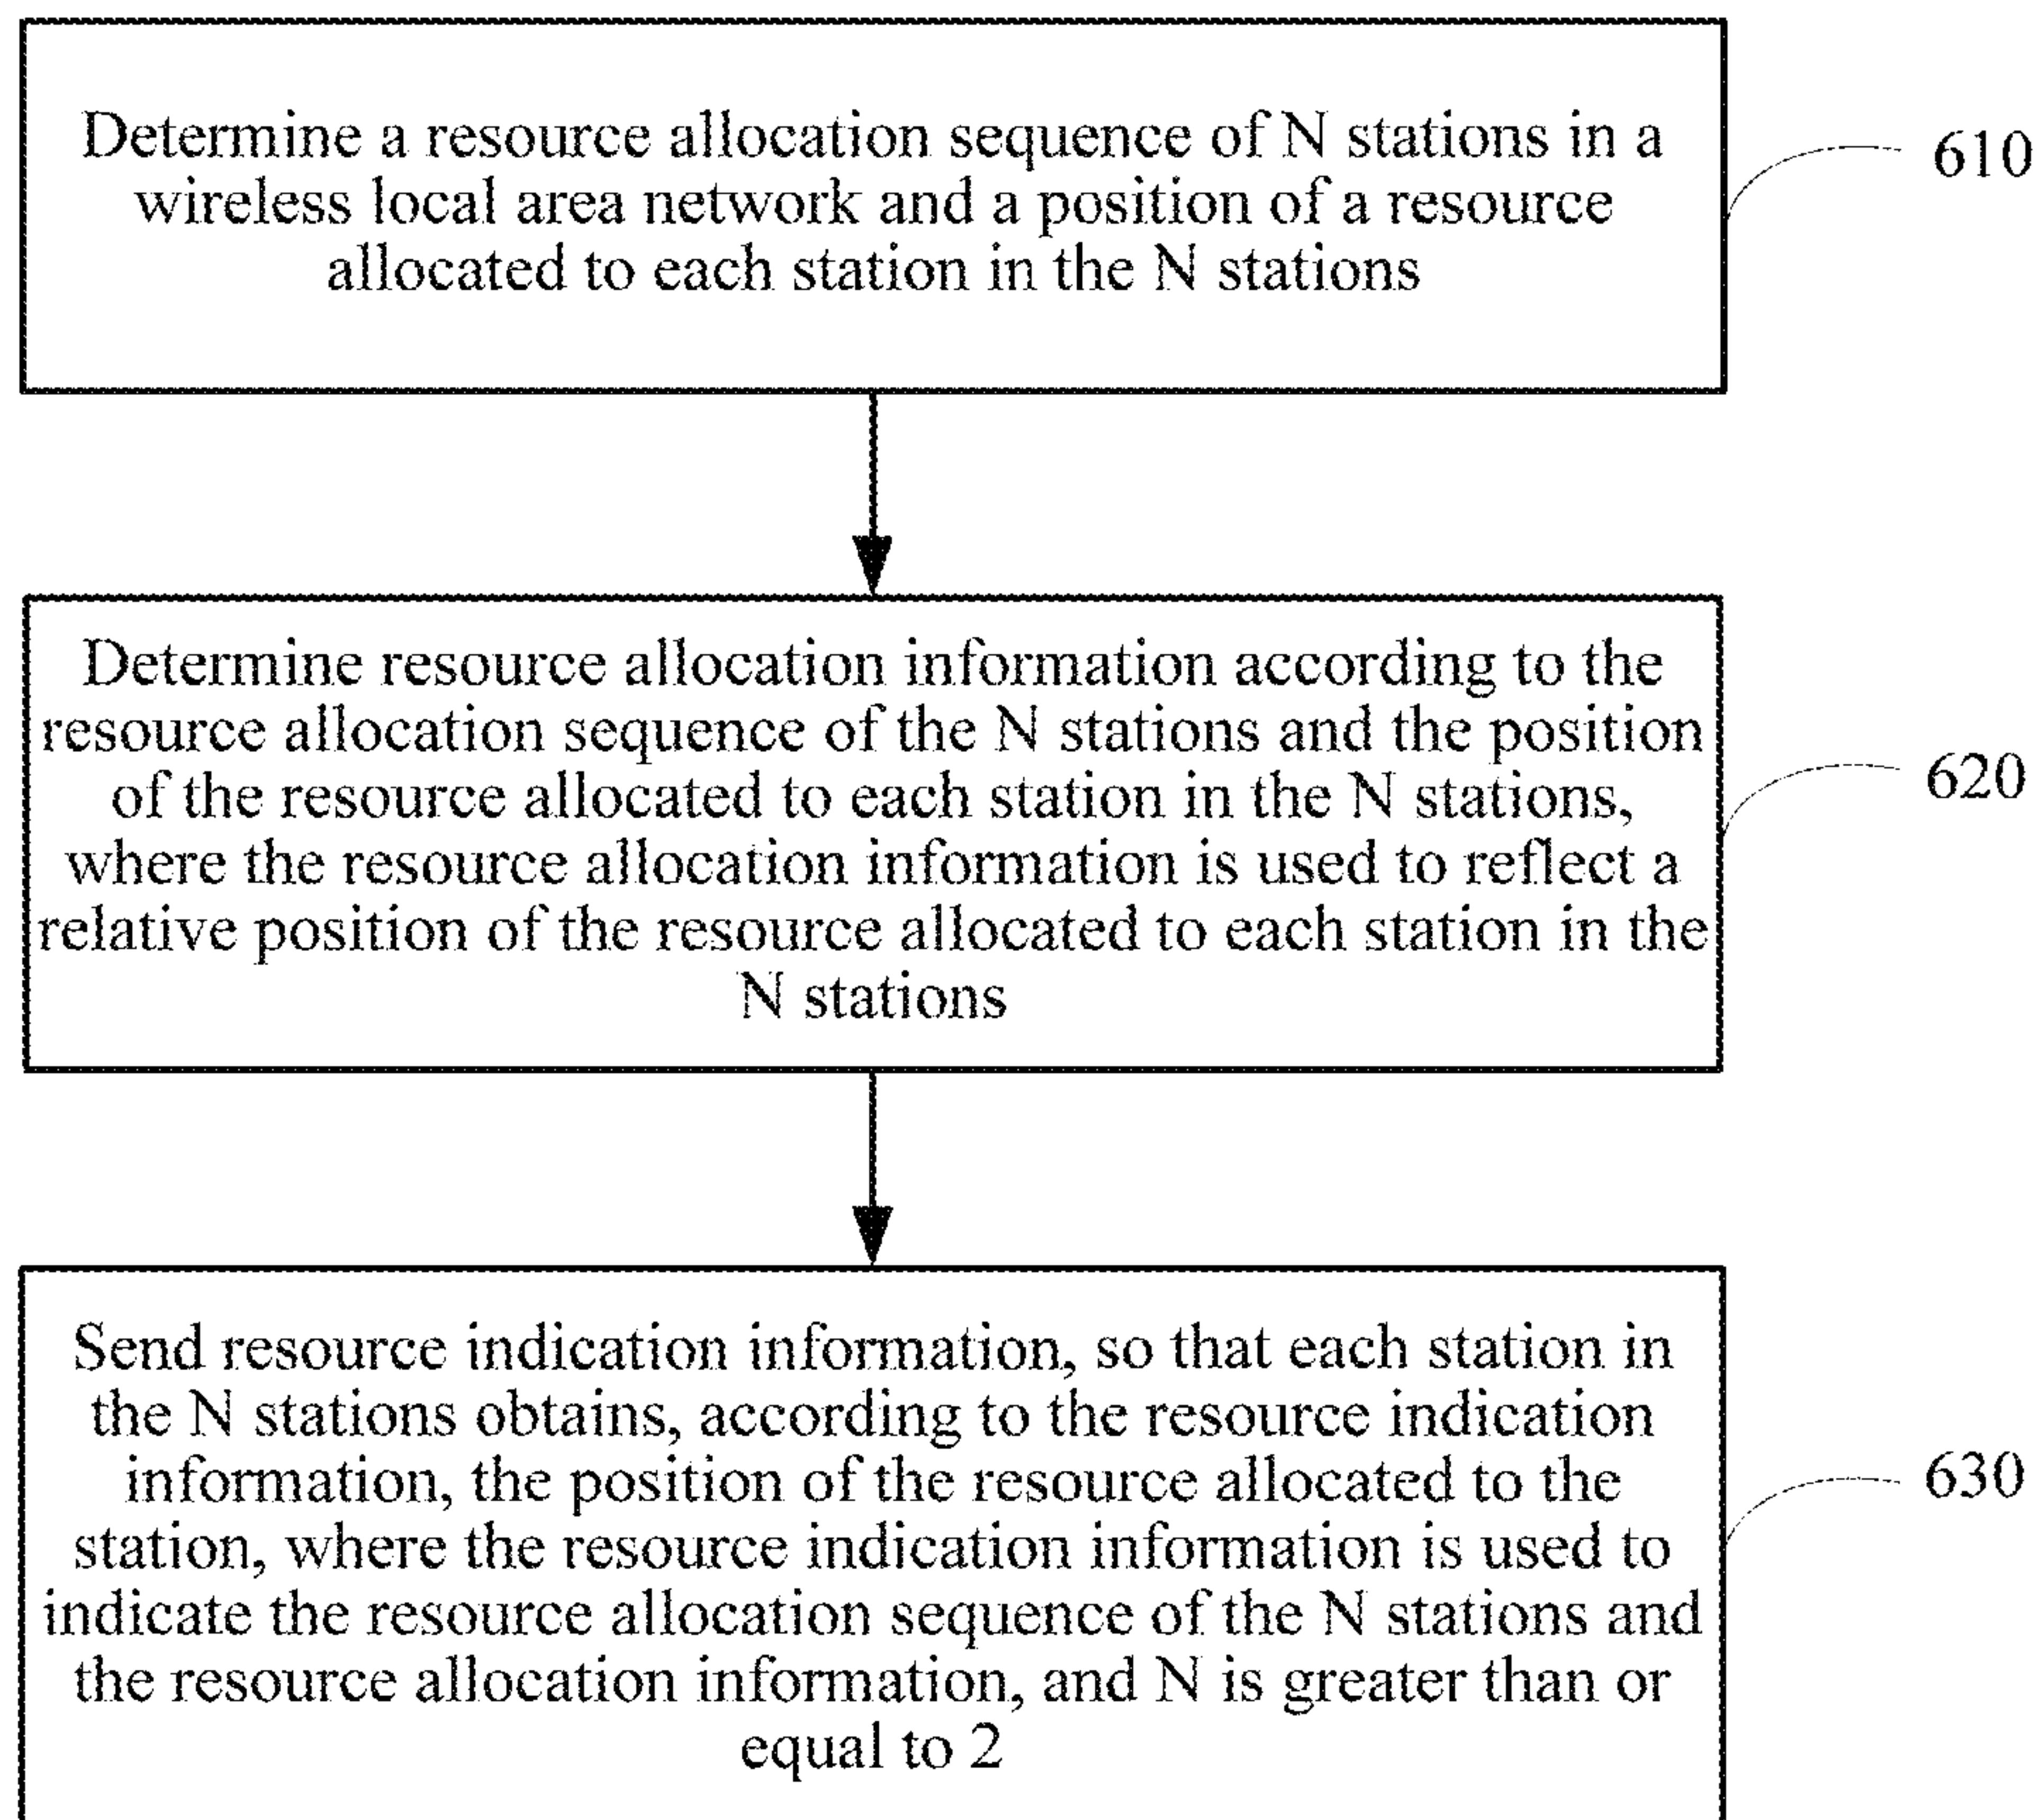 Determine a resource allocation sequence of N stations in a
wireless local area network and a position of a resource
allocated to each station in the N stations
610
Determine resource allocation information according to the
resource allocation sequence of the N stations and the position
of the resource allocated to each station in the N stations,
where the resource allocation information is used to reflect a
relative position of the resource allocated to each station in the
N stations
620
Send resource indication information, so that each station in
the N stations obtains, according to the resource indication
information, the position of the resource allocated to the
station, where the resource indication information is used to
indicate the resource allocation sequence of the N stations and
the resource allocation information, and N is greater than or
equal to 2
630